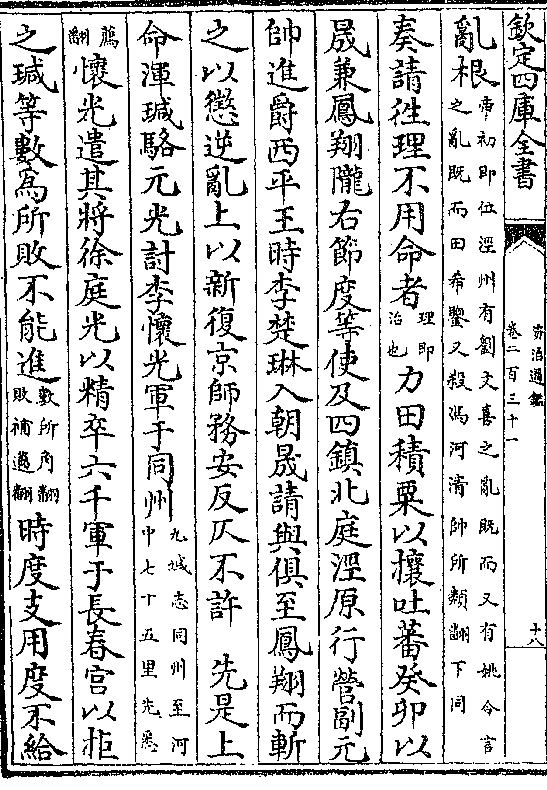 欽定四庫全書
資治通鑑
卷二百三十一
十八
亂根帝初即位涇州有劉文喜之亂既而又有姚令言之亂既而田希鑒又殺馮河清帥所類翻下同
奏請徃理不用命者理即治也力田積粟以攘吐蕃癸卯以
晟兼鳳翔隴右節度等使及四鎮北庭涇原行營副元
帥進爵西平王時李楚琳入朝晟請與俱至鳳翔而斬
之以懲逆亂上以新復京師務安反仄不許 先是上
命渾瑊駱元光討李懷光軍于同州九域志同州至河中七十五里先悉
薦翻懷光遣其將徐庭光以精卒六千軍于長春宫以拒
之瑊等數為所敗不能進數所角翻敗補邁翻時度支用度不給